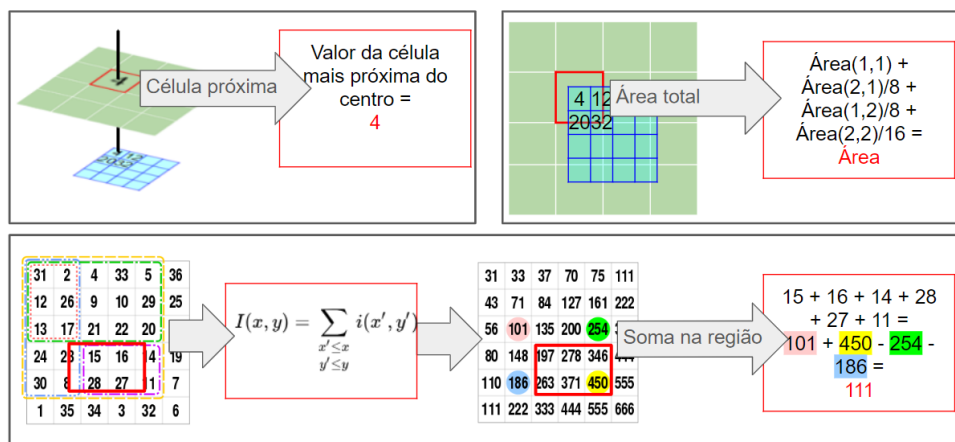 Célula próxima
Valor da célula
mais próxima do
centro =
4
4
4 12
2032
4 12
2032
Área total
Área(1,1) +
Área(2,1)/8 +
Área(1,2)/8 +
Área(2,2)/16 =
Área
31 2 4 33 5 36
12 26 9 10 29 25
13 17 21 22 20
24 23 15 16 14 19
30 8 28 27 11 7
1 35 34 3 32 6
I(x, y) = ∑ i(x′, y′)
x′≤x
y′≤y
31 33 37 70 75 111
43 71 84 127 161 222
56 101 135 200 254
80 148 197 278 346
110 186 263 371 450 555
111 222 333 444 555 666
Soma na região
15 + 16 + 14 + 28
+ 27 + 11 =
101 + 450 - 254 -
186 =
111